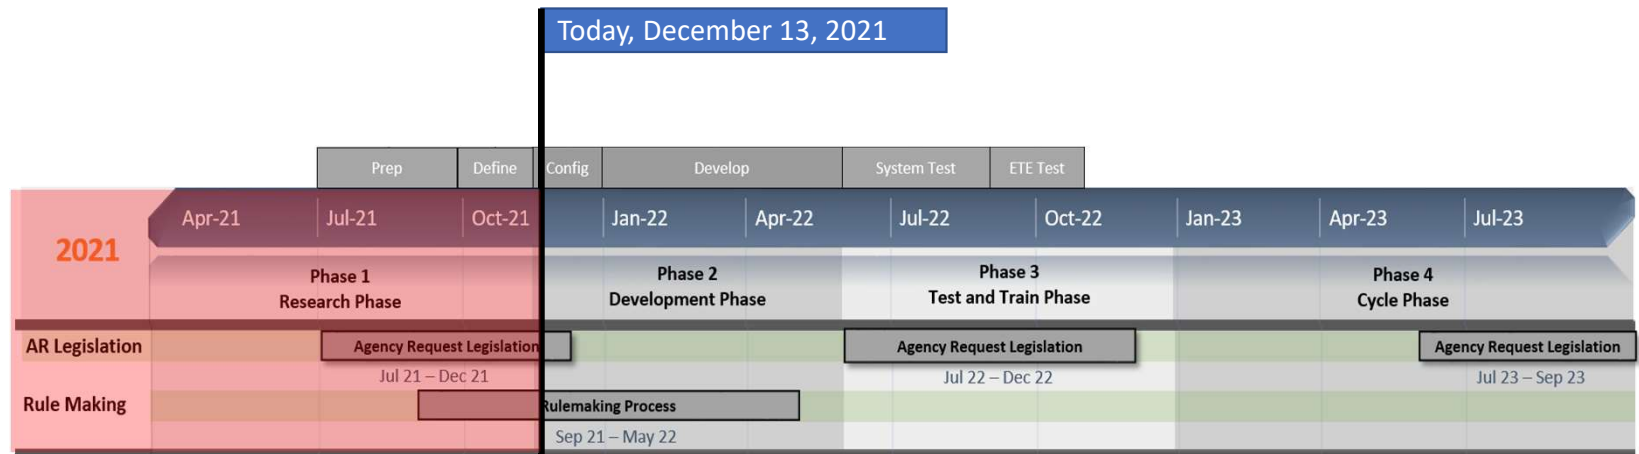 Today, December 13, 2021
Prep Define Config Develop System Test ETE Test
Apr-21 Jul-21 Oct-21 Jan-22 Apr-22 Jul-22 Oct-22 Jan-23 Apr-23 Jul-23
2021
Phase 1 Phase 2 Phase 3 Phase 4
Research Phase Development Phase Test and Train Phase Cycle Phase
AR Legislation Agency Request Legislation Agency Request Legislation Agency Request Legislation
Jul 21 – Dec 21 Jul 22 – Dec 22 Jul 23 – Sep 23
Rule Making Rulemaking Process
Sep 21 – May 22